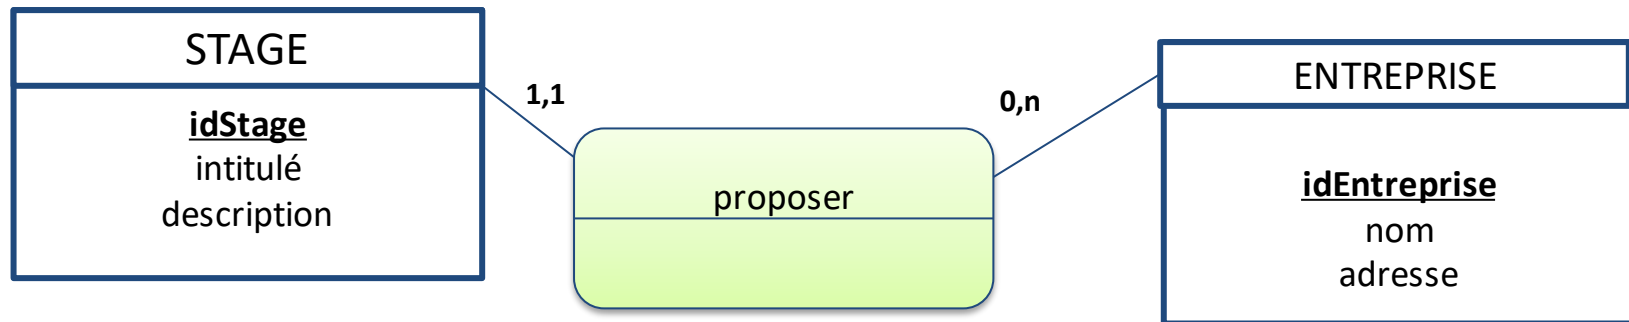 STAGE
idStage
intitulé
description
1,1
proposer
0,n
ENTREPRISE
idEntreprise
nom
adresse